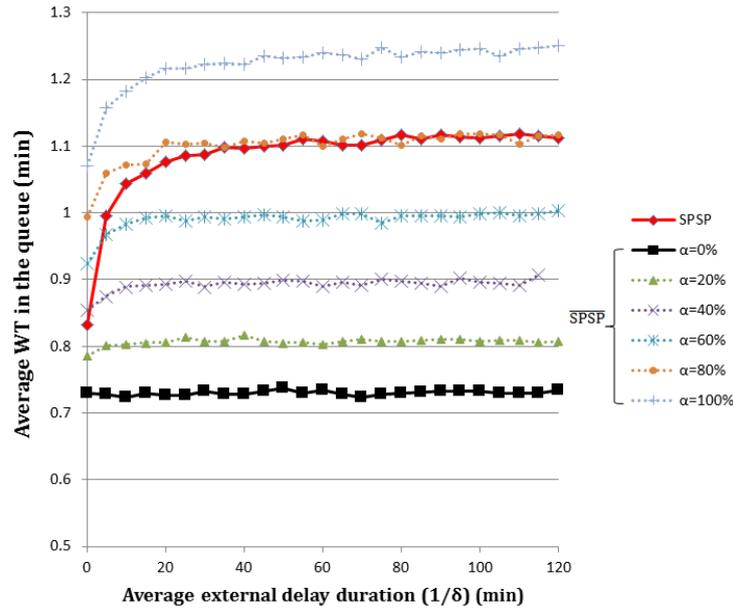 1.3
1.2
1.1
1
0.9
0.8
0.7
0.6
0.5
Average WT in the queue (min)
0
20
40
60
80
100
120
Average external delay duration (1/δ) (min)
SPSP
SPSP
α=0%
α=20%
α=40%
α=60%
α=80%
α=100%